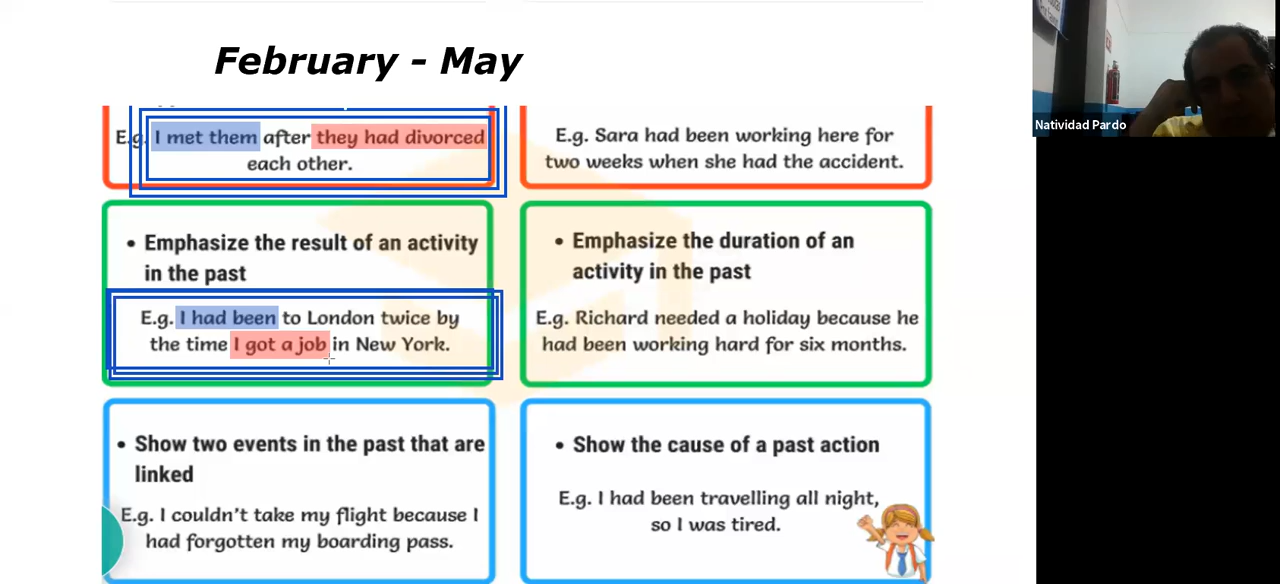 February - May
E.g. I met them after they had divorced
each other.
E.g. Sara had been working here for
two weeks when she had the accident.
• Emphasize the result of an activity
in the past
E.g. I had been to London twice by
the time I got a job in New York.
• Emphasize the duration of an
activity in the past
E.g. Richard needed a holiday because he
had been working hard for six months.
• Show two events in the past that are
linked
E.g. I couldn't take my flight because I
had forgotten my boarding pass.
• Show the cause of a past action
E.g. I had been travelling all night,
so I was tired.
Natividad Pardo